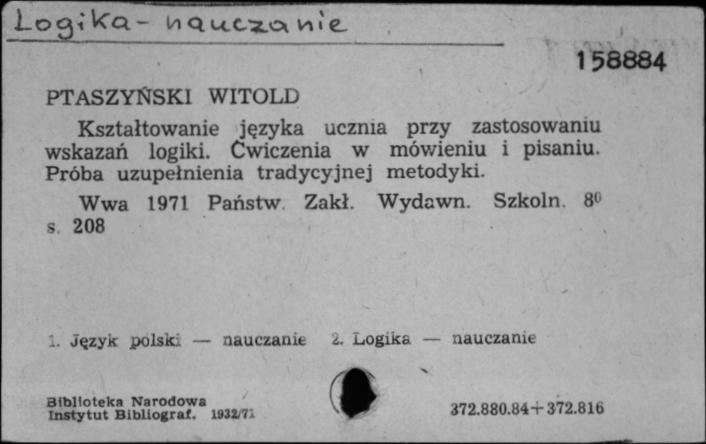 Logika - nauczanie
158884
PTASZYŃSKI WITOLD
Kształtowanie języka ucznia przy zastosowaniu
wskazań logiki. Ćwiczenia w mówieniu i pisaniu.
Próba uzupełnienia tradycyjnej metodyki.
Wwa 1971 Państw. Zakł. Wydawn. Szkoln. 8⁰
s. 208
1. Język polski — nauczanie 2. Logika — nauczanie
Biblioteka Narodowa
Instytut Bibliograf. 1932/71
372.880.84+372.816